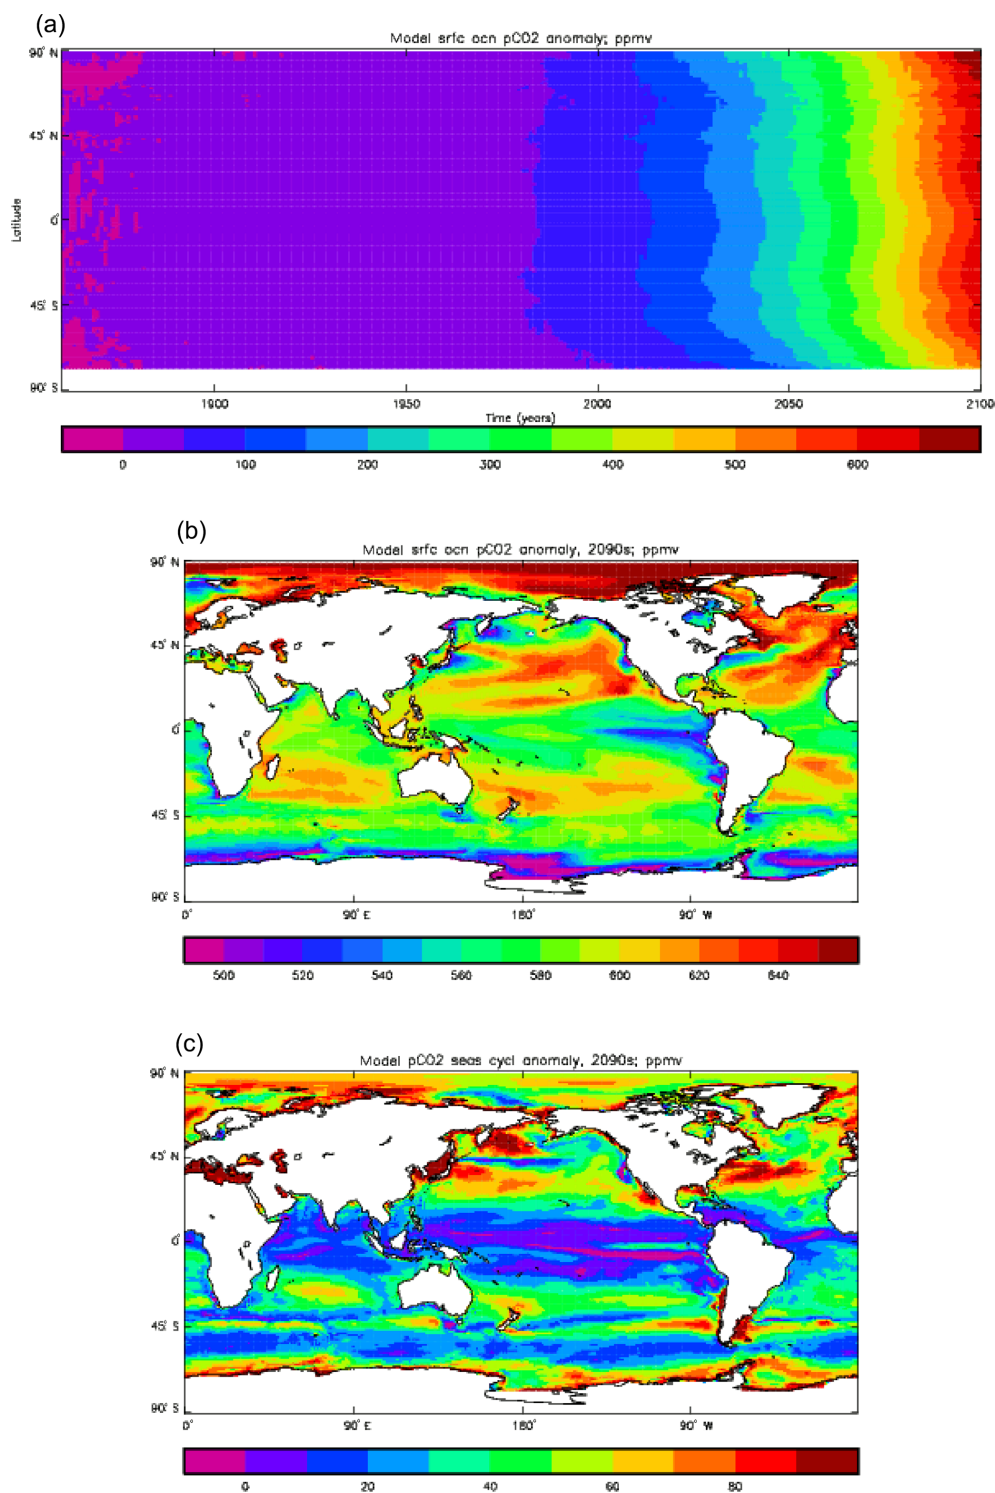 (a)
Model srfc ocn pCO2 anomaly; ppmv
90° N
45° N
0°
45° S
90° S
Latitude
1900 1950 2000 2050 2100
Time (years)
0 100 200 300 400 500 600
(b)
Model srfc ocn pCO2 anomaly, 2090s; ppmv
90° N
45° N
0°
45° S
90° S
0° 90° E 180° 90° W
500 520 540 560 580 600 620 640
(c)
Model pCO2 seas cycl anomaly, 2090s; ppmv
90° N
45° N
0°
45° S
90° S
0° 90° E 180° 90° W
0 20 40 60 80